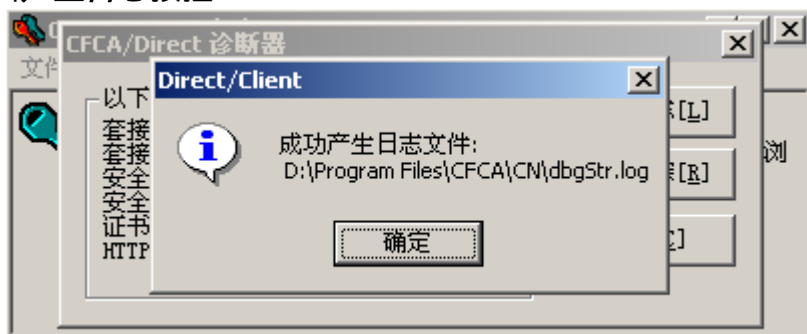 CFCA/Direct 诊断器
文件
Direct/Client
以下
套接
套接
安全
安全
证书
HTTP
成功产生日志文件:
D:\Program Files\CFCA\CN\dbgStr.log
确定
[L]
[R]
浏